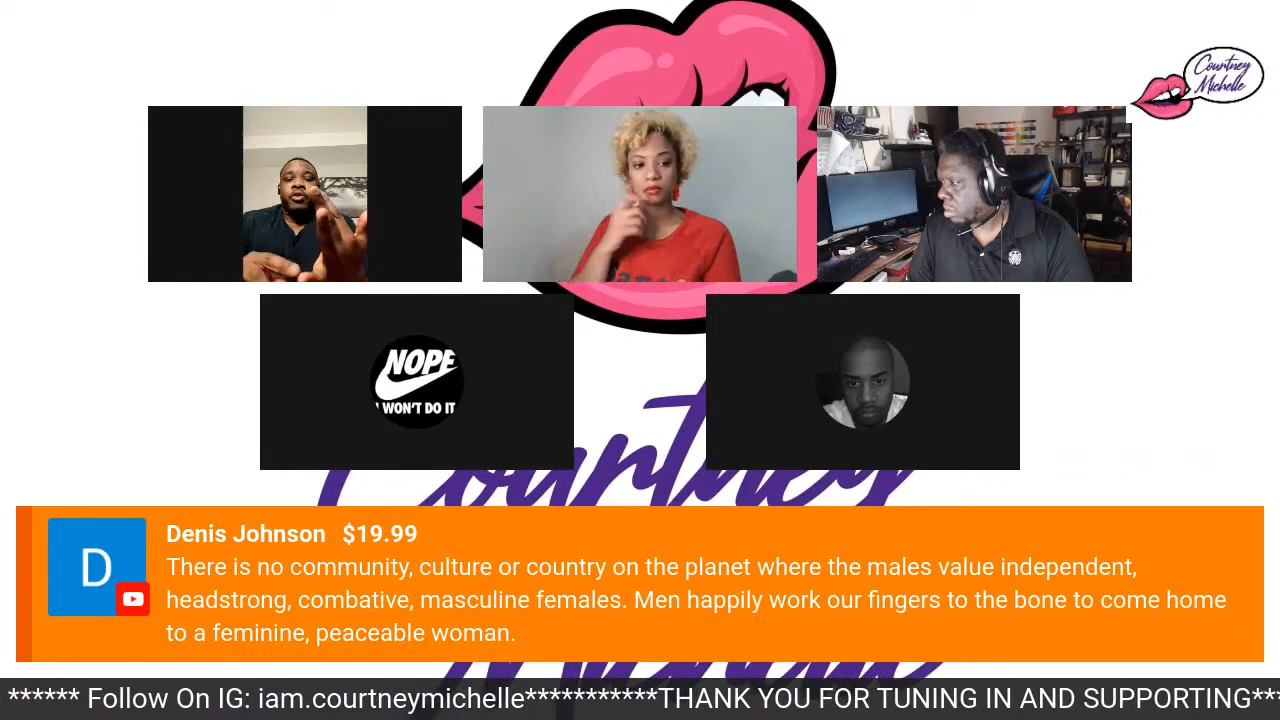 Courtney
Michelle
NOPE
I WON'T DO IT
Courtney
Denis Johnson $19.99
D
There is no community, culture or country on the planet where the males value independent,
headstrong, combative, masculine females. Men happily work our fingers to the bone to come home
to a feminine, peaceable woman.
Michelle
****** Follow On IG: iam.courtneymichelle***********THANK YOU FOR TUNING IN AND SUPPORTING***